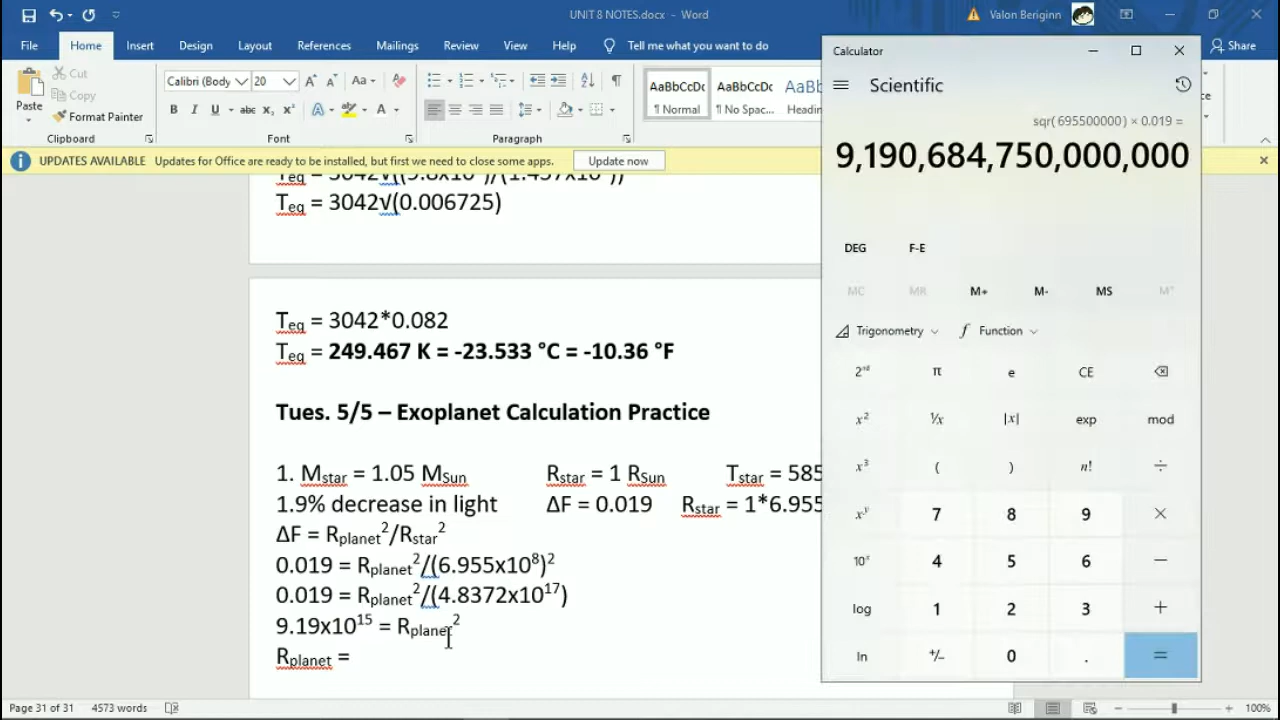 UNIT 8 NOTES.docx - Word
Valon Beriginn
File Home Insert Design Layout References Mailings Review View Help Tell me what you want to do Share
Paste
Cut
Copy
Format Painter
Clipboard
Calibri (Body 20
Font
Paragraph
AaBbCcDc AaBbCcDc AaBbC
¶ Normal ¶ No Spac... Heading
UPDATES AVAILABLE Updates for Office are ready to be installed, but first we need to close some apps. Update now
Teq = 3042√(0.006725)
Teq = 3042*0.082
Teq = 249.467 K = -23.533 °C = -10.36 °F
Tues. 5/5 – Exoplanet Calculation Practice
1. Mstar = 1.05 MSun Rstar = 1 RSun Tstar = 585
1.9% decrease in light ΔF = 0.019 Rstar = 1*6.955
ΔF = Rplanet²/Rstar²
0.019 = Rplanet²/(6.955x10⁸)²
0.019 = Rplanet²/(4.8372x10¹⁷)
9.19x10¹⁵ = Rplanet²
Rplanet =
Page 31 of 31 4573 words
100%
Calculator
Scientific
sqr( 695500000 ) × 0.019 =
9,190,684,750,000,000
DEG F-E
MC MR M+ M- MS M˅
Trigonometry Function
2ⁿᵈ π e CE
x² ¹/x |x| exp mod
x³ ( ) n! ÷
xʸ 7 8 9 ×
10ˣ 4 5 6 −
log 1 2 3 +
ln +/− 0 . =